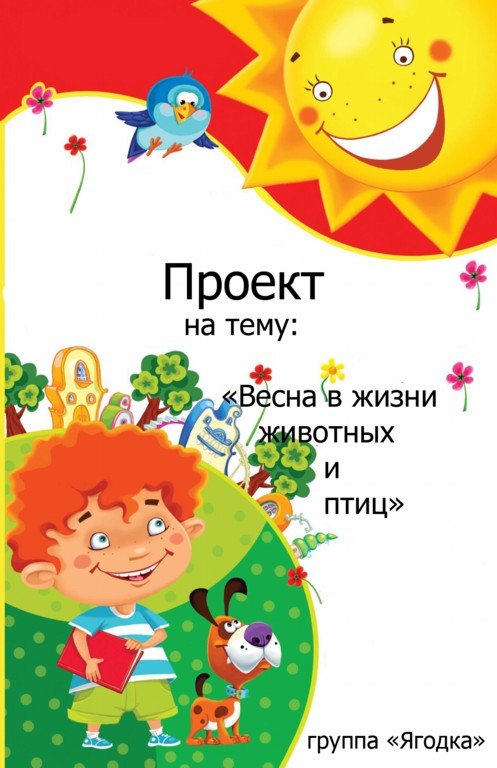 Проект
на тему:
«Весна в жизни
животных
и
птиц»
группа «Ягодка»